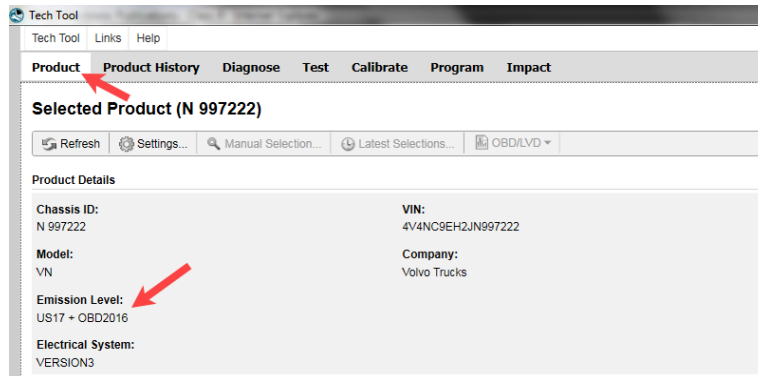 Tech Tool
Tech Tool Links Help
Product Product History Diagnose Test Calibrate Program Impact
Selected Product (N 997222)
Refresh Settings... Manual Selection... Latest Selections... OBD/LVD
Product Details
Chassis ID: VIN:
N 997222 4V4NC9EH2JN997222
Model: Company:
VN Volvo Trucks
Emission Level:
US17 + OBD2016
Electrical System:
VERSION3